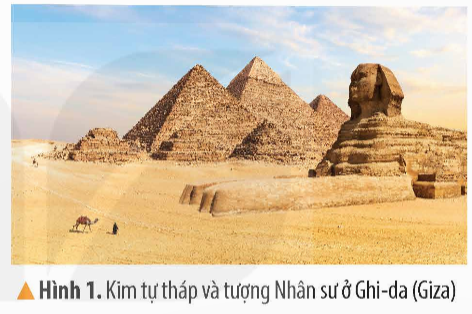 Hình 1. Kim tự tháp và tượng Nhân sư ở Ghi-da (Giza)